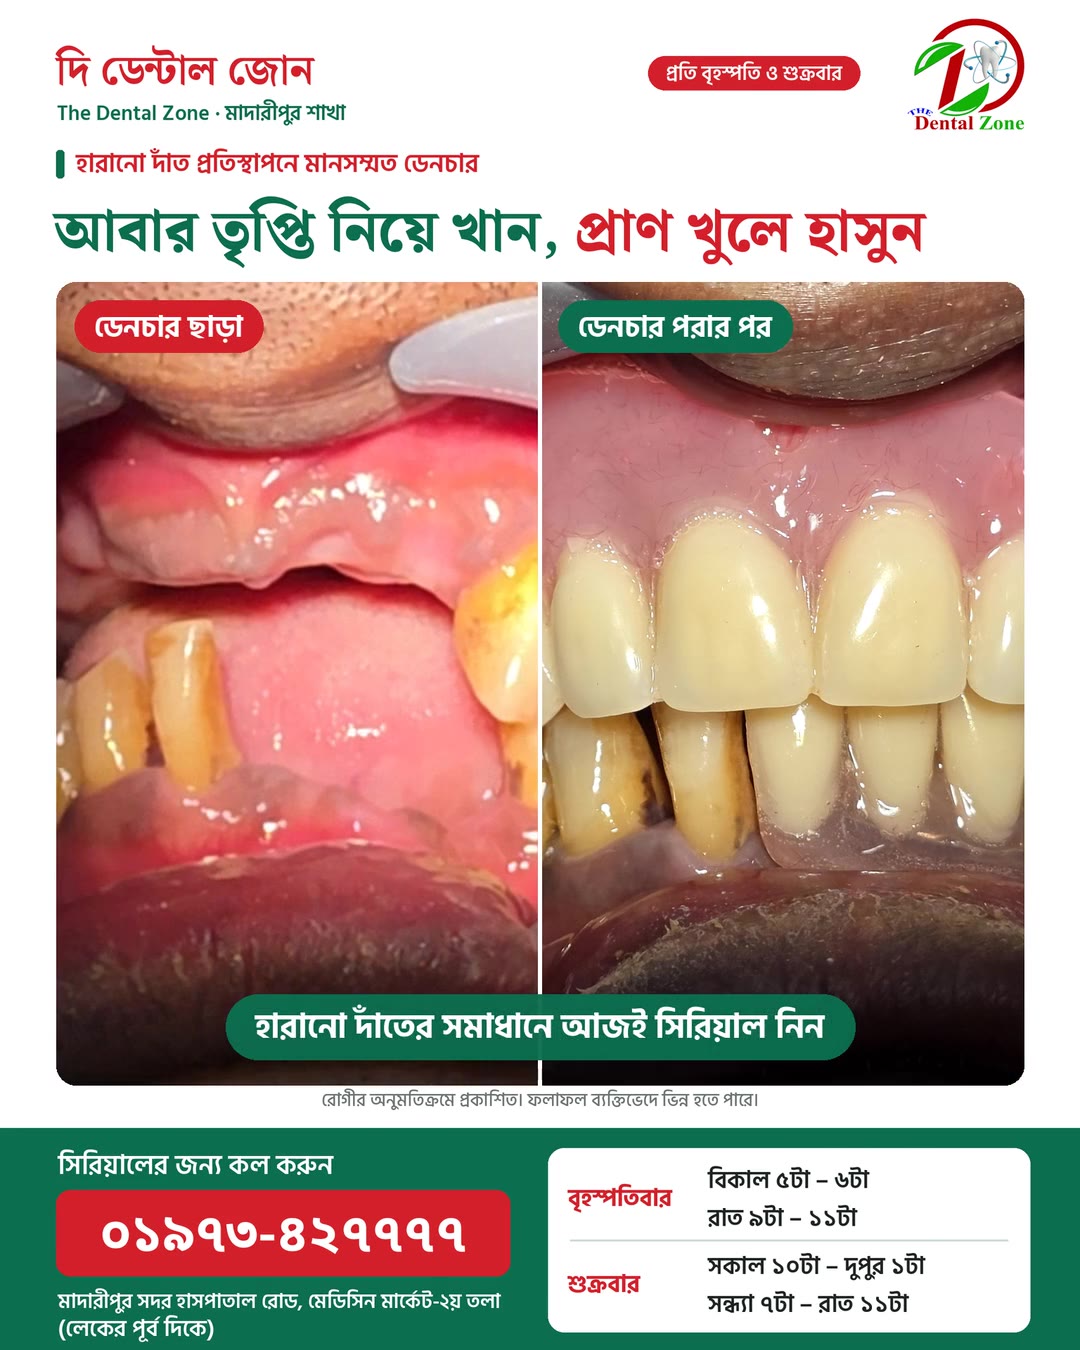 দি ডেন্টাল জোন
The Dental Zone · মাদারীপুর শাখা
প্রতি বৃহস্পতি ও শুক্রবার
THE
Dental Zone
হারানো দাঁত প্রতিস্থাপনে মানসম্মত ডেনচার
আবার তৃপ্তি নিয়ে খান, প্রাণ খুলে হাসুন
ডেনচার ছাড়া
ডেনচার পরার পর
হারানো দাঁতের সমাধানে আজই সিরিয়াল নিন
রোগীর অনুমতিক্রমে প্রকাশিত। ফলাফল ব্যক্তিভেদে ভিন্ন হতে পারে।
সিরিয়ালের জন্য কল করুন
০১৯৭৩-৪২৭৭৭৭
মাদারীপুর সদর হাসপাতাল রোড, মেডিসিন মার্কেট-২য় তলা
(লেকের পূর্ব দিকে)
বৃহস্পতিবার
বিকাল ৫টা – ৬টা
রাত ৯টা – ১১টা
শুক্রবার
সকাল ১০টা – দুপুর ১টা
সন্ধ্যা ৭টা – রাত ১১টা